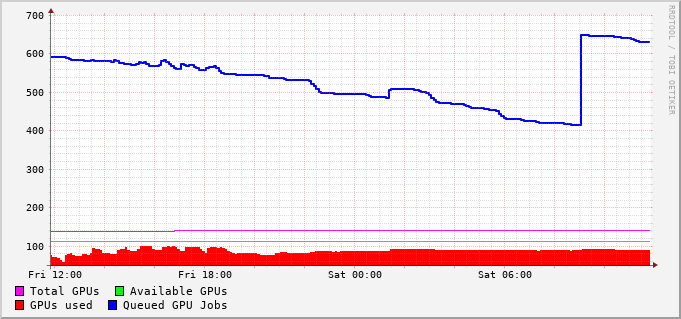 700
600
500
400
300
200
100
Fri 12:00 Fri 18:00 Sat 00:00 Sat 06:00
Total GPUs Available GPUs
GPUs used Queued GPU Jobs
RRDTOOL / TOBI OETIKER